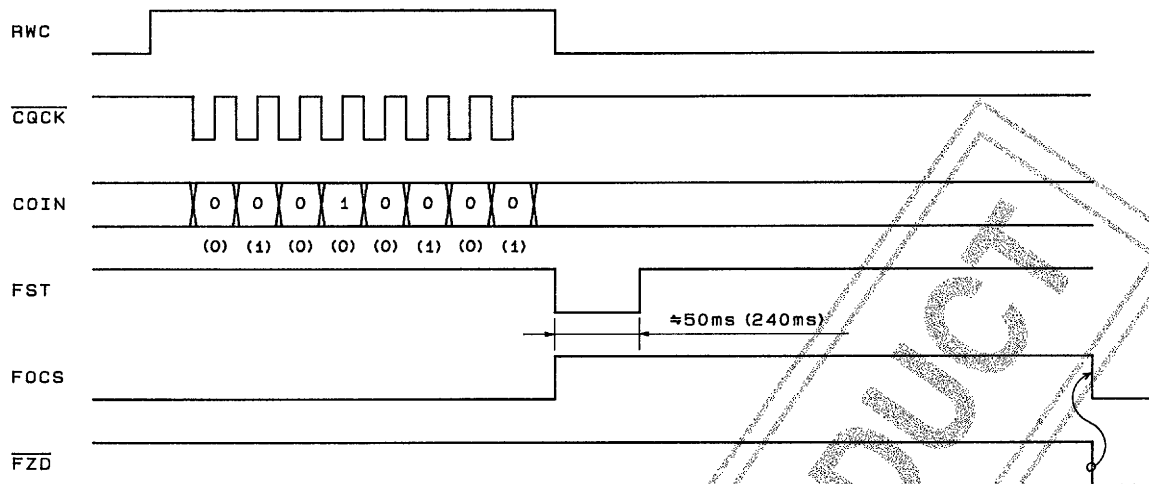 RWC
CQCK
COIN 0 0 0 1 0 0 0 0
(0) (1) (0) (0) (0) (1) (0) (1)
FST
≒50ms (240ms)
FOCS
FZD
DUCT